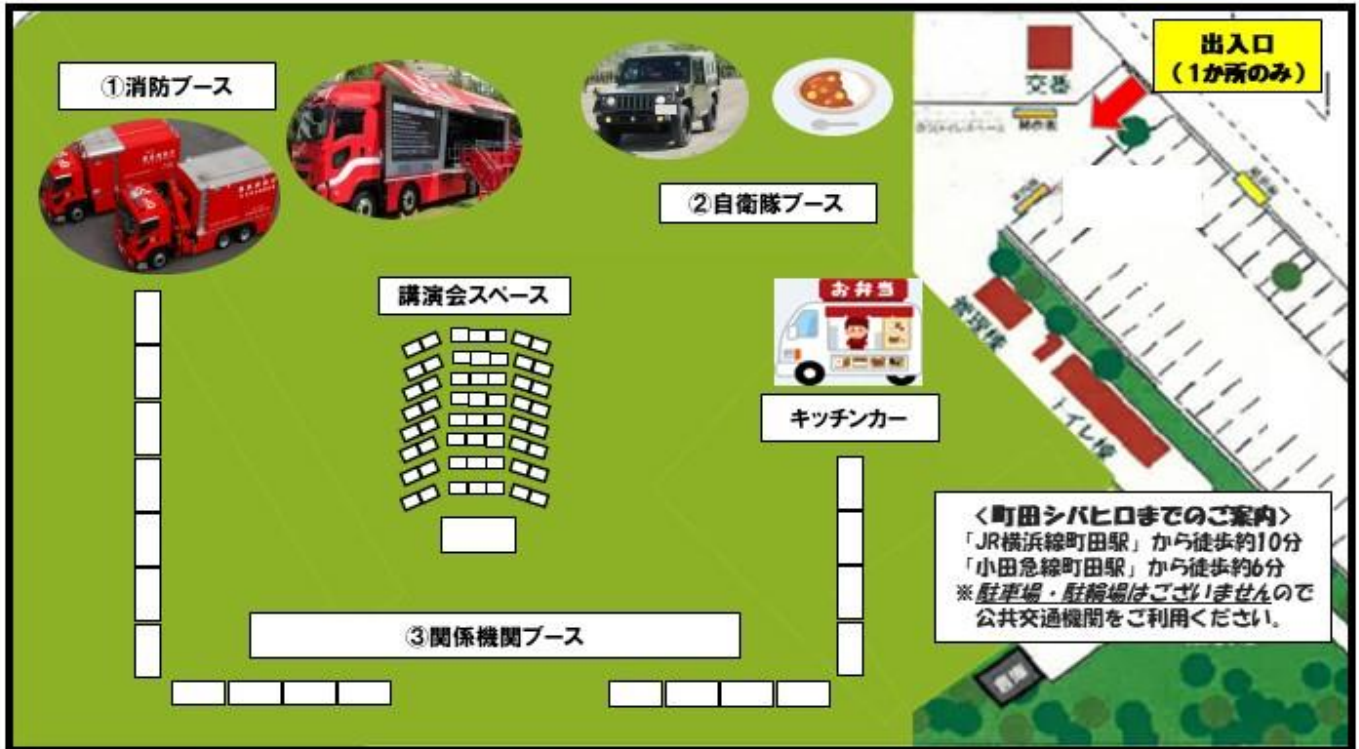 ①消防ブース
②自衛隊ブース
出入口
（1か所のみ）
交番
講演会スペース
お弁当
キッチンカー
管理棟
トイレ棟
③関係機関ブース
<町田シバヒロまでのご案内>
「JR横浜線町田駅」から徒歩約10分
「小田急線町田駅」から徒歩約6分
※駐車場・駐輪場はございませんので
公共交通機関をご利用ください。